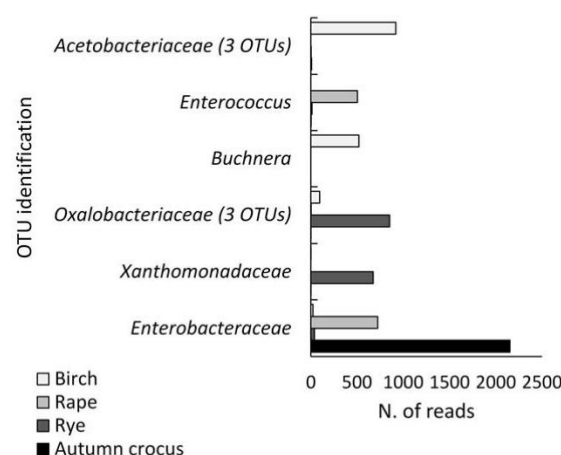 OTU identification
Acetobacteriaceae (3 OTUs)
Enterococcus
Buchnera
Oxalobacteriaceae (3 OTUs)
Xanthomonadaceae
Enterobacteraceae
0 500 1000 1500 2000 2500
N. of reads
Birch
Rape
Rye
Autumn crocus